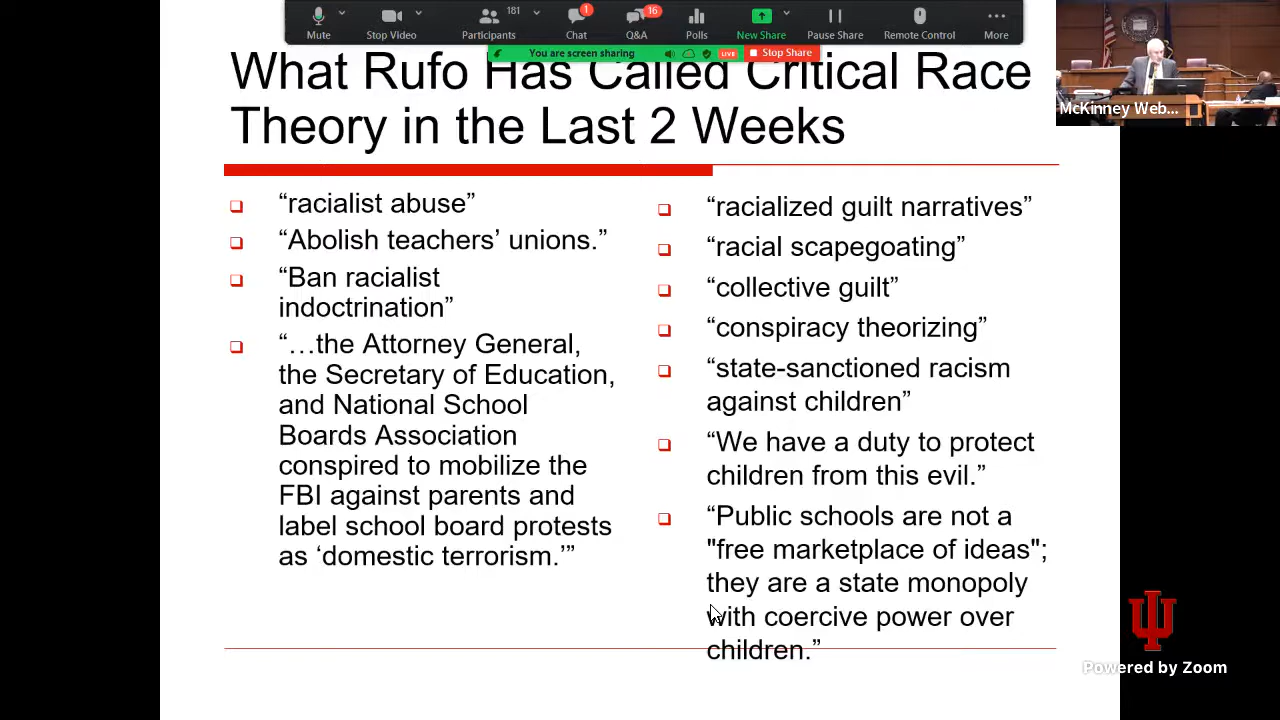 181
1
16
Mute
Stop Video
Participants
Chat
Q&A
Polls
New Share
Pause Share
Remote Control
More
You are screen sharing
LIVE
Stop Share
McKinney Web...
What Rufo Has Called Critical Race
Theory in the Last 2 Weeks
“racialist abuse”
“Abolish teachers’ unions.”
“Ban racialist
indoctrination”
“…the Attorney General,
the Secretary of Education,
and National School
Boards Association
conspired to mobilize the
FBI against parents and
label school board protests
as ‘domestic terrorism.’”
“racialized guilt narratives”
“racial scapegoating”
“collective guilt”
“conspiracy theorizing”
“state-sanctioned racism
against children”
“We have a duty to protect
children from this evil.”
“Public schools are not a
"free marketplace of ideas";
they are a state monopoly
with coercive power over
children.”
Powered by Zoom